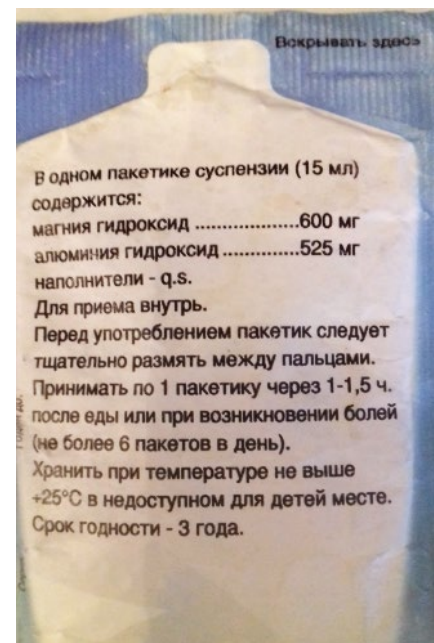 Вскрывать здесь
В одном пакетике суспензии (15 мл)
содержится:
магния гидроксид ..................600 мг
алюминия гидроксид .............525 мг
наполнители - q.s.
Для приема внутрь.
Перед употреблением пакетик следует
тщательно размять между пальцами.
Принимать по 1 пакетику через 1-1,5 ч.
после еды или при возникновении болей
(не более 6 пакетов в день).
Хранить при температуре не выше
+25°С в недоступном для детей месте.
Срок годности - 3 года.